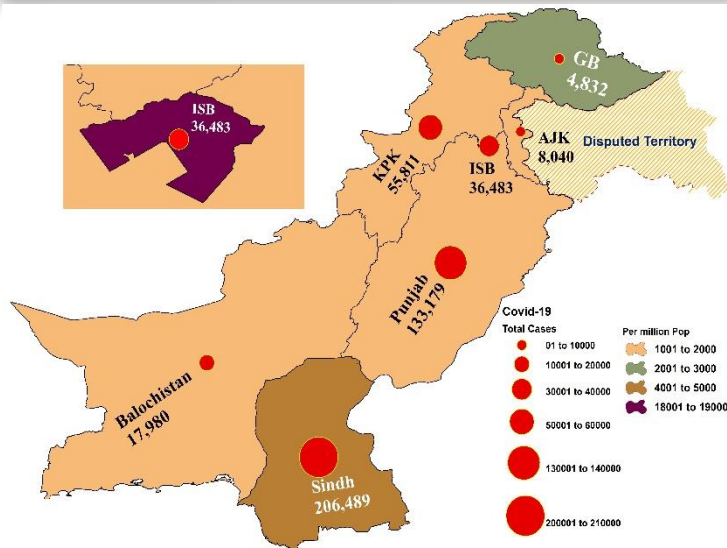 ISB
36,483
GB
4,832
AJK
8,040
Disputed Territory
KPK
55,811
ISB
36,483
Punjab
133,179
Balochistan
17,980
Sindh
206,489
Covid-19
Total Cases
01 to 10000
10001 to 20000
30001 to 40000
50001 to 60000
130001 to 140000
200001 to 210000
Per million Pop
1001 to 2000
2001 to 3000
4001 to 5000
18001 to 19000